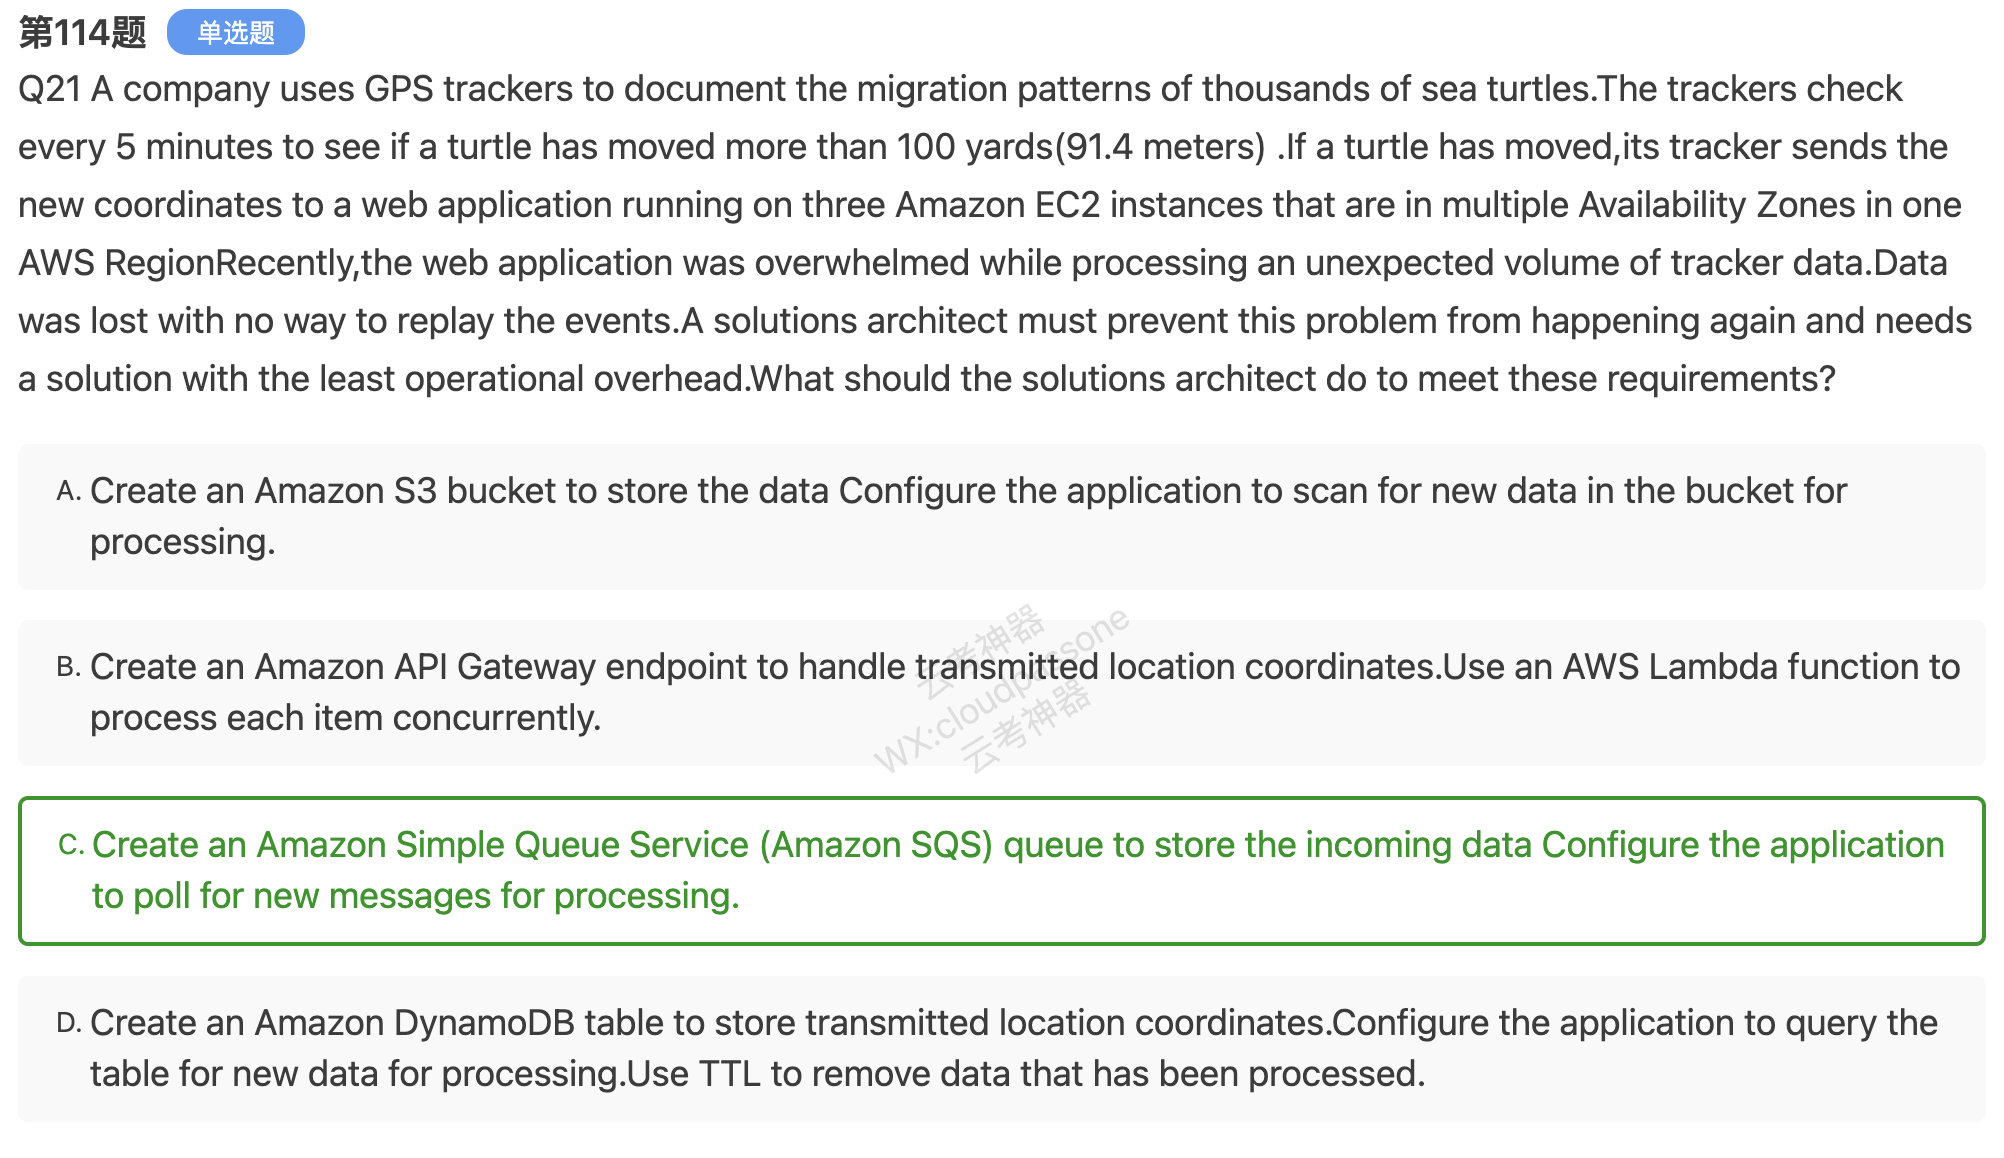 第114题 单选题
Q21 A company uses GPS trackers to document the migration patterns of thousands of sea turtles.The trackers check
every 5 minutes to see if a turtle has moved more than 100 yards(91.4 meters) .If a turtle has moved,its tracker sends the
new coordinates to a web application running on three Amazon EC2 instances that are in multiple Availability Zones in one
AWS RegionRecently,the web application was overwhelmed while processing an unexpected volume of tracker data.Data
was lost with no way to replay the events.A solutions architect must prevent this problem from happening again and needs
a solution with the least operational overhead.What should the solutions architect do to meet these requirements?
A. Create an Amazon S3 bucket to store the data Configure the application to scan for new data in the bucket for
processing.
B. Create an Amazon API Gateway endpoint to handle transmitted location coordinates.Use an AWS Lambda function to
process each item concurrently.
云考神器
WX:cloudpassone
云考神器
C. Create an Amazon Simple Queue Service (Amazon SQS) queue to store the incoming data Configure the application
to poll for new messages for processing.
D. Create an Amazon DynamoDB table to store transmitted location coordinates.Configure the application to query the
table for new data for processing.Use TTL to remove data that has been processed.